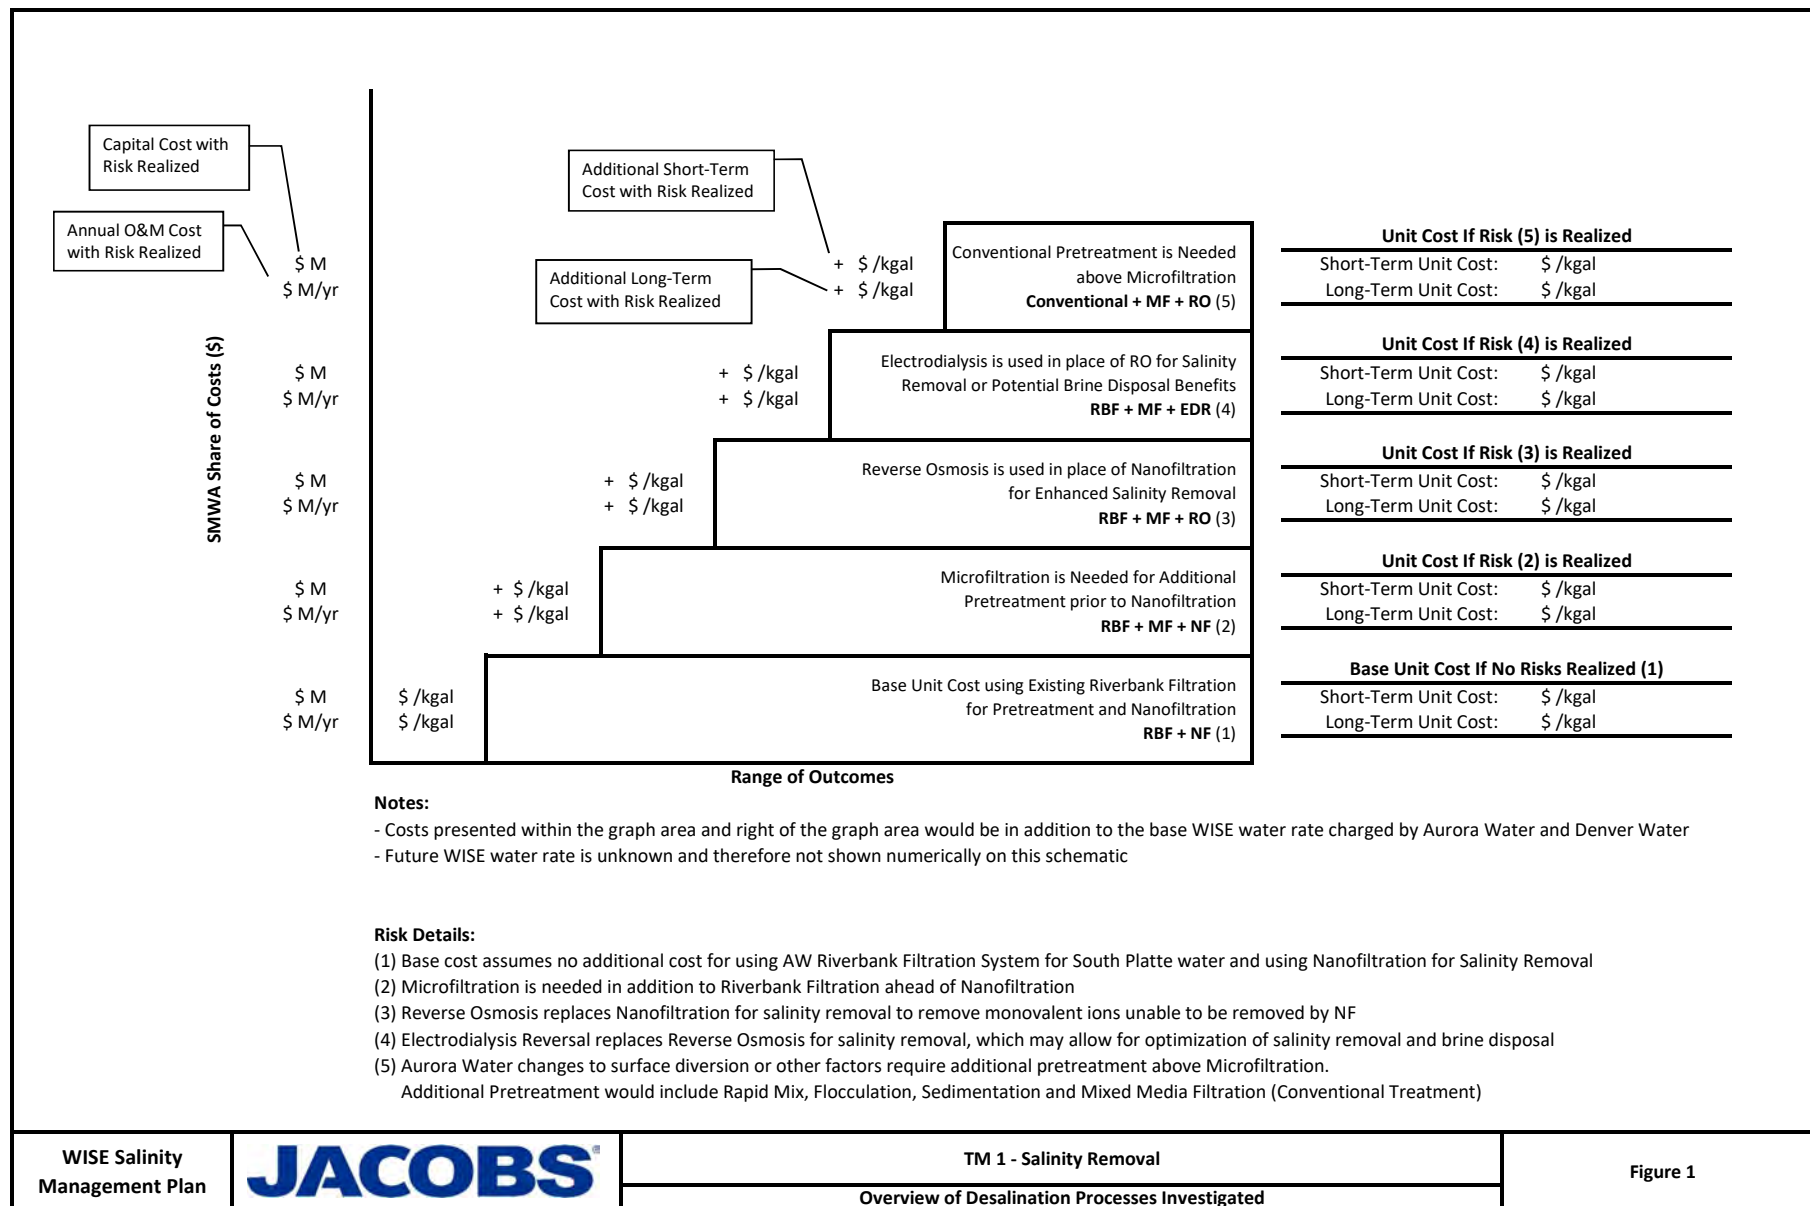 Capital Cost with
Risk Realized
Annual O&M Cost
with Risk Realized
Additional Short-Term
Cost with Risk Realized
Additional Long-Term
Cost with Risk Realized
SMWA Share of Costs ($)
$ M
$ M/yr
+ $ /kgal
+ $ /kgal
Conventional Pretreatment is Needed
above Microfiltration
Conventional + MF + RO (5)
Unit Cost If Risk (5) is Realized
Short-Term Unit Cost: $ /kgal
Long-Term Unit Cost: $ /kgal
$ M
$ M/yr
+ $ /kgal
+ $ /kgal
Electrodialysis is used in place of RO for Salinity
Removal or Potential Brine Disposal Benefits
RBF + MF + EDR (4)
Unit Cost If Risk (4) is Realized
Short-Term Unit Cost: $ /kgal
Long-Term Unit Cost: $ /kgal
$ M
$ M/yr
+ $ /kgal
+ $ /kgal
Reverse Osmosis is used in place of Nanofiltration
for Enhanced Salinity Removal
RBF + MF + RO (3)
Unit Cost If Risk (3) is Realized
Short-Term Unit Cost: $ /kgal
Long-Term Unit Cost: $ /kgal
$ M
$ M/yr
+ $ /kgal
+ $ /kgal
Microfiltration is Needed for Additional
Pretreatment prior to Nanofiltration
RBF + MF + NF (2)
Unit Cost If Risk (2) is Realized
Short-Term Unit Cost: $ /kgal
Long-Term Unit Cost: $ /kgal
$ M
$ M/yr
$ /kgal
$ /kgal
Base Unit Cost using Existing Riverbank Filtration
for Pretreatment and Nanofiltration
RBF + NF (1)
Base Unit Cost If No Risks Realized (1)
Short-Term Unit Cost: $ /kgal
Long-Term Unit Cost: $ /kgal
Range of Outcomes
Notes:
- Costs presented within the graph area and right of the graph area would be in addition to the base WISE water rate charged by Aurora Water and Denver Water
- Future WISE water rate is unknown and therefore not shown numerically on this schematic
Risk Details:
(1) Base cost assumes no additional cost for using AW Riverbank Filtration System for South Platte water and using Nanofiltration for Salinity Removal
(2) Microfiltration is needed in addition to Riverbank Filtration ahead of Nanofiltration
(3) Reverse Osmosis replaces Nanofiltration for salinity removal to remove monovalent ions unable to be removed by NF
(4) Electrodialysis Reversal replaces Reverse Osmosis for salinity removal, which may allow for optimization of salinity removal and brine disposal
(5) Aurora Water changes to surface diversion or other factors require additional pretreatment above Microfiltration.
Additional Pretreatment would include Rapid Mix, Flocculation, Sedimentation and Mixed Media Filtration (Conventional Treatment)
WISE Salinity
Management Plan
JACOBS
TM 1 - Salinity Removal
Overview of Desalination Processes Investigated
Figure 1